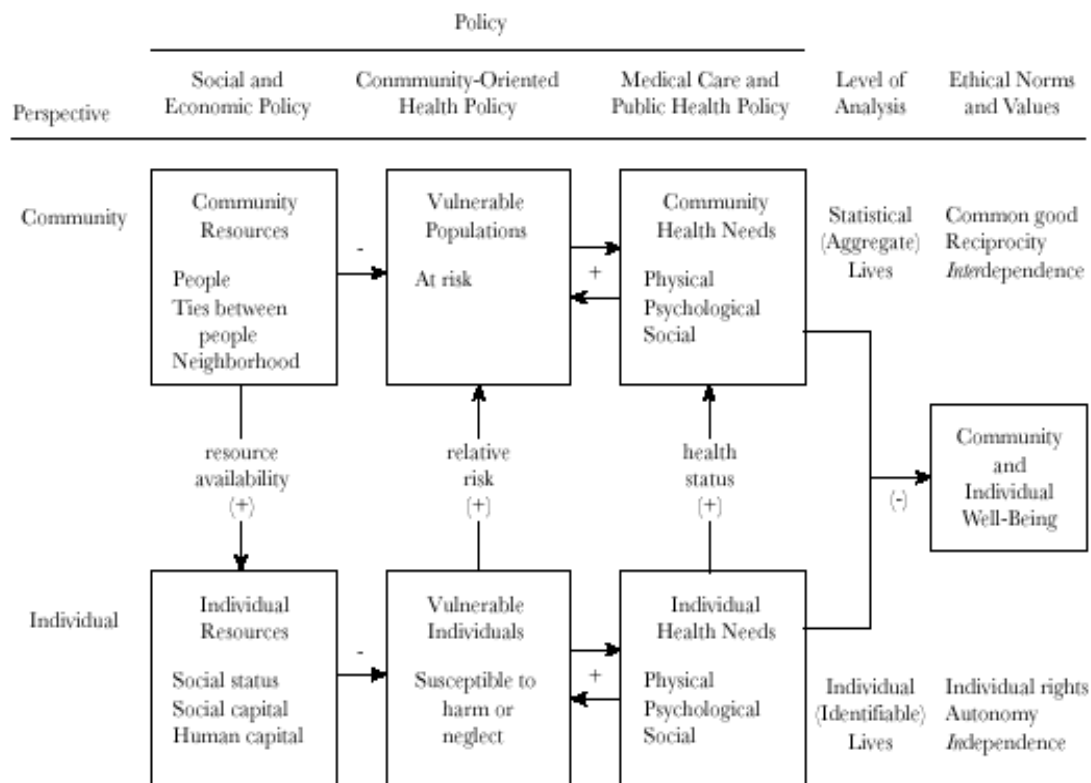 Policy
Social and
Economic Policy
Conmmunity-Oriented
Health Policy
Medical Care and
Public Health Policy
Level of
Analysis
Ethical Norms
and Values
Perspective
Community
Community
Resources
People
Ties between
people
Neighborhood
-
Vulnerable
Populations
At risk
+
Community
Health Needs
Physical
Psychological
Social
Statistical
(Aggregate)
Lives
Common good
Reciprocity
Interdependence
resource
availability
(+)
relative
risk
(+)
health
status
(+)
(-)
Community
and
Individual
Well-Being
Individual
Individual
Resources
Social status
Social capital
Human capital
-
Vulnerable
Individuals
Susceptible to
harm or
neglect
+
Individual
Health Needs
Physical
Psychological
Social
Individual
(Identifiable)
Lives
Individual rights
Autonomy
Independence